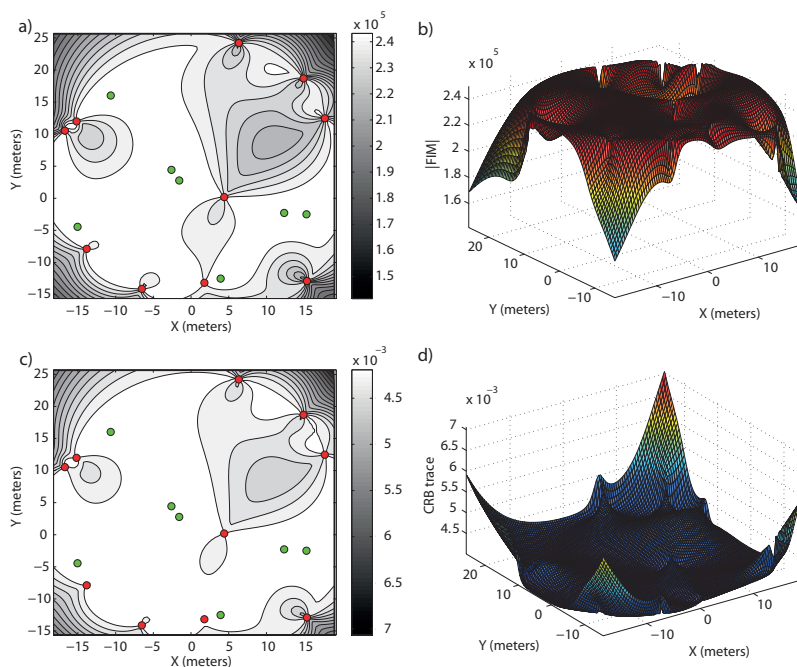 a)
x 10^5
25
20
15
10
5
0
−5
−10
−15
Y (meters)
−15 −10 −5 0 5 10 15
X (meters)
2.4
2.3
2.2
2.1
2
1.9
1.8
1.7
1.6
1.5
b)
x 10^5
2.4
2.2
2
1.8
1.6
|FIM|
20
10
0
−10
Y (meters)
−10
0
10
X (meters)
c)
x 10^−3
25
20
15
10
5
0
−5
−10
−15
Y (meters)
−15 −10 −5 0 5 10 15
X (meters)
4.5
5
5.5
6
6.5
7
d)
x 10^−3
7
6.5
6
5.5
5
4.5
CRB trace
20
10
0
−10
Y (meters)
−10
0
10
X (meters)